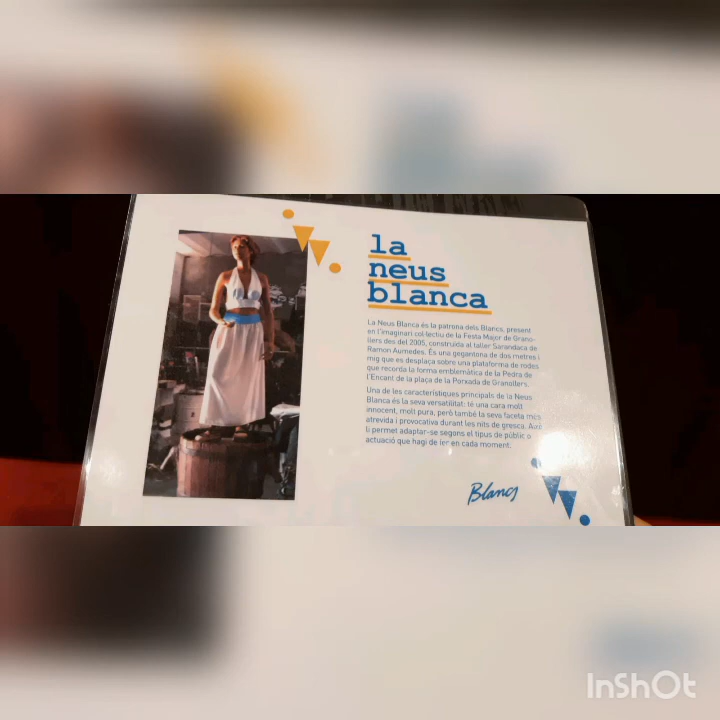 la
neus
blanca
La Neus Blanca és la patrona dels Blancs, present
en l'imaginari col·lectiu de la Festa Major de Grano-
llers des del 2005, construïda al taller Sarandaca de
Ramon Aumedes. És una gegantona de dos metres i
mig que es desplaça sobre una plataforma de rodes
que recorda la forma emblemàtica de la Pedra de
l'Encant de la plaça de la Porxada de Granollers.
Una de les característiques principals de la Neus
Blanca és la seva versatilitat: té una cara molt
innocent, molt pura, però també la seva faceta més
atrevida i provocativa durant les nits de gresca. Això
li permet adaptar-se segons el tipus de públic o
actuació que hagi de fer en cada moment.
Blancs
InShOt